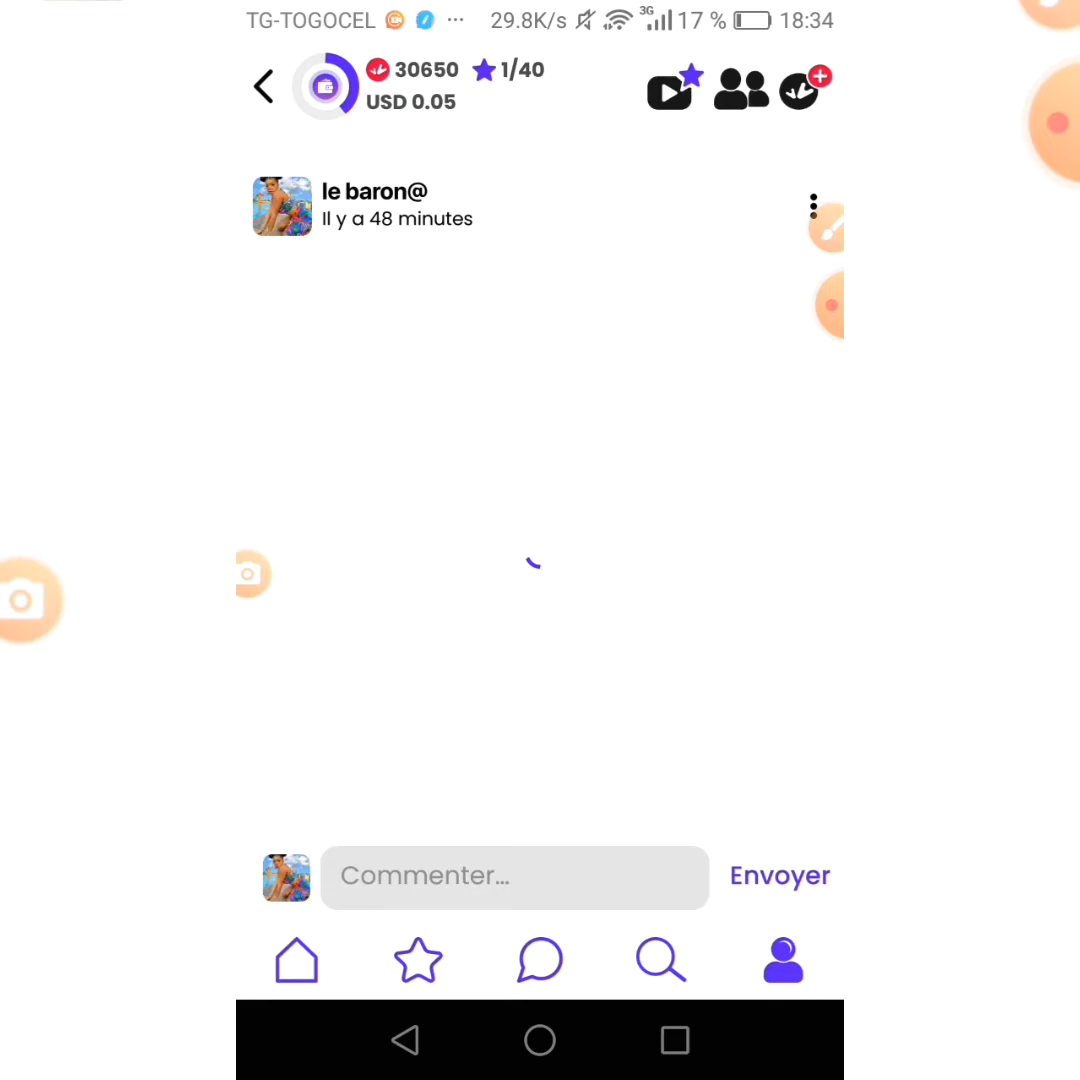 TG-TOGOCEL ... 29.8K/s 3G 17 % 18:34
30650 1/40
USD 0.05
le baron@
Il y a 48 minutes
Commenter... Envoyer